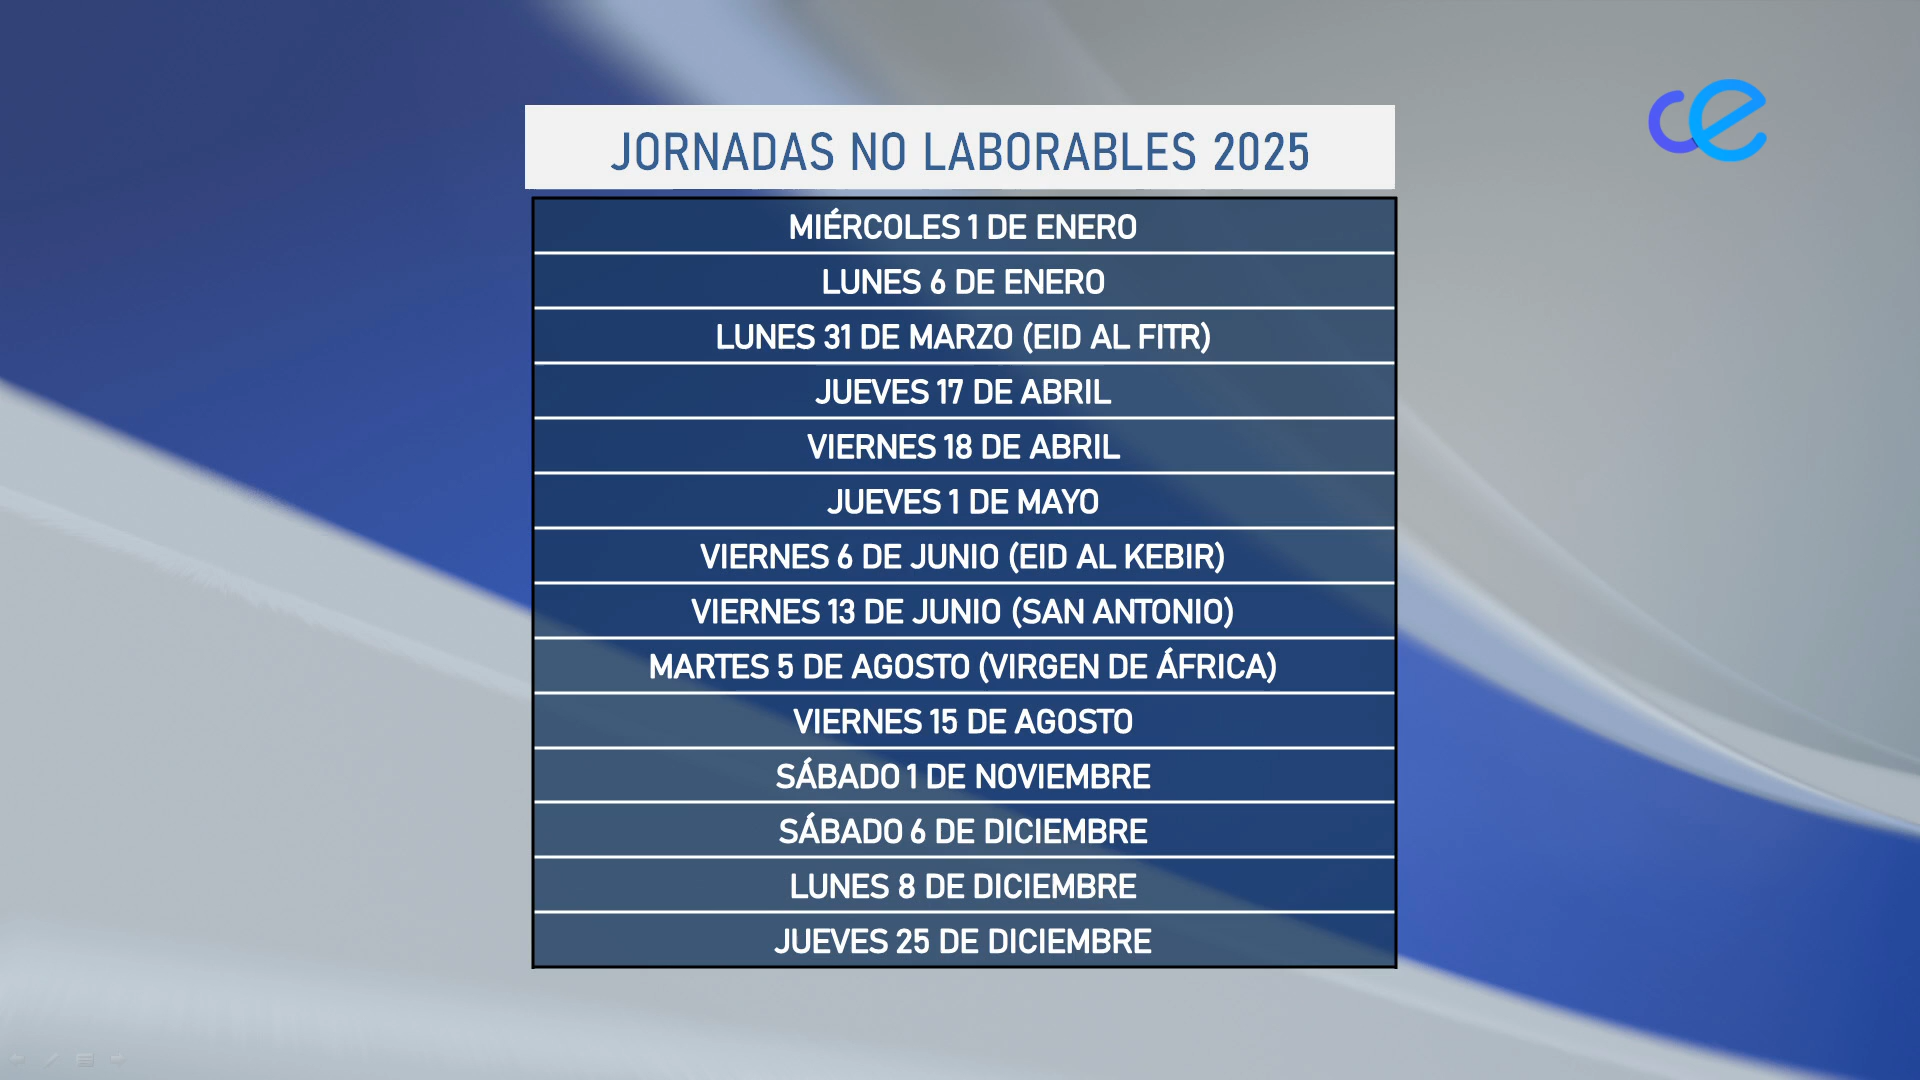 ce
JORNADAS NO LABORABLES 2025
MIÉRCOLES 1 DE ENERO
LUNES 6 DE ENERO
LUNES 31 DE MARZO (EID AL FITR)
JUEVES 17 DE ABRIL
VIERNES 18 DE ABRIL
JUEVES 1 DE MAYO
VIERNES 6 DE JUNIO (EID AL KEBIR)
VIERNES 13 DE JUNIO (SAN ANTONIO)
MARTES 5 DE AGOSTO (VIRGEN DE ÁFRICA)
VIERNES 15 DE AGOSTO
SÁBADO 1 DE NOVIEMBRE
SÁBADO 6 DE DICIEMBRE
LUNES 8 DE DICIEMBRE
JUEVES 25 DE DICIEMBRE